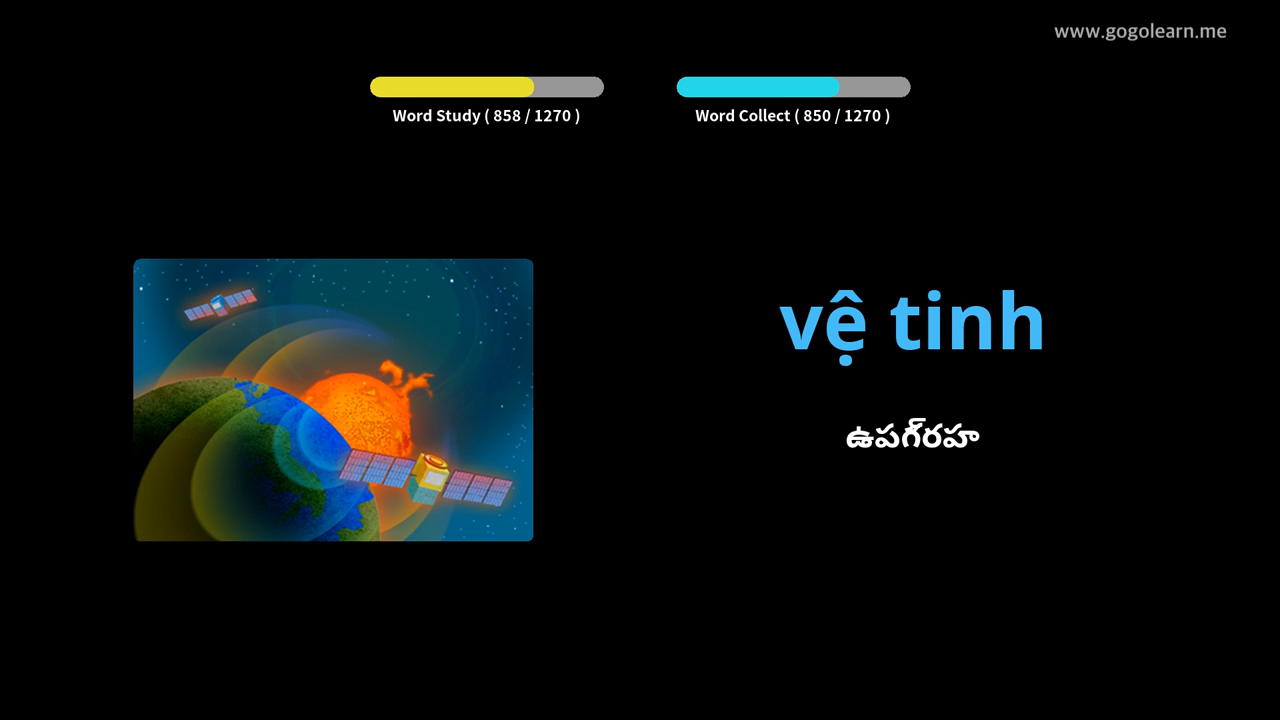 www.gogolearn.me
Word Study ( 858 / 1270 )
Word Collect ( 850 / 1270 )
vệ tinh
ఉపగ్రహ